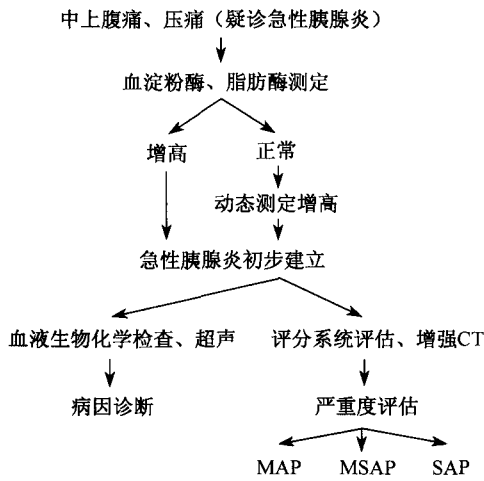 中上腹痛、压痛（疑诊急性胰腺炎）
血淀粉酶、脂肪酶测定
增高
正常
动态测定增高
急性胰腺炎初步建立
血液生物化学检查、超声
评分系统评估、增强CT
病因诊断
严重度评估
MAP
MSAP
SAP